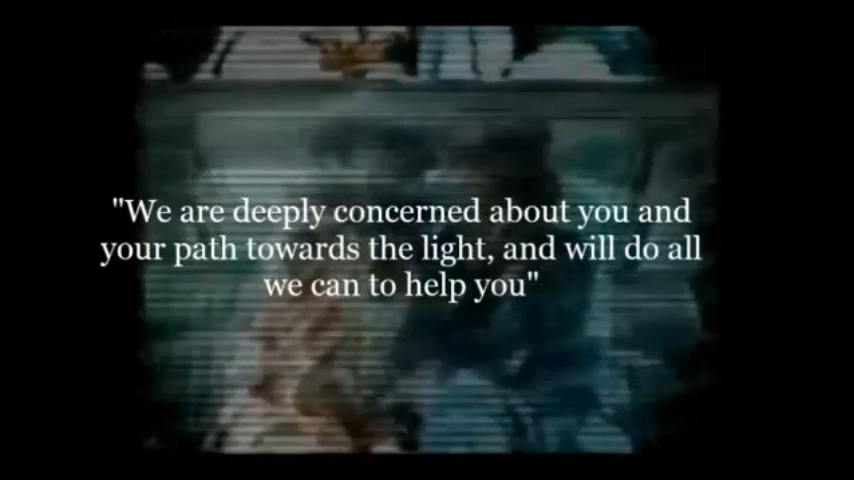 "We are deeply concerned about you and
your path towards the light, and will do all
we can to help you"